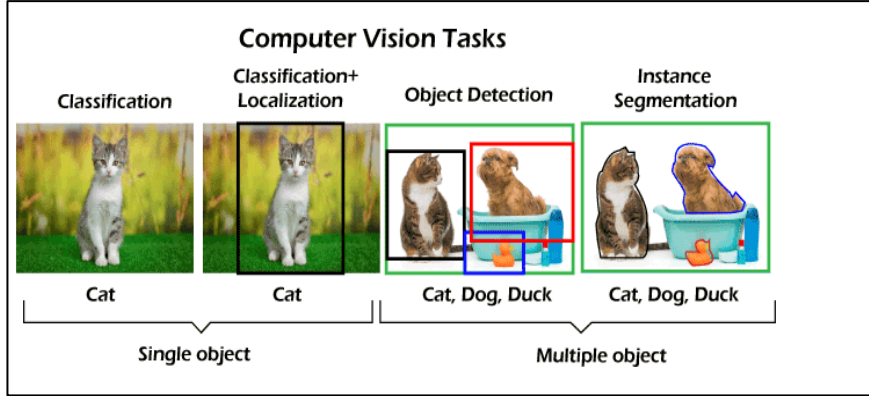 Computer Vision Tasks
Classification
Classification+
Localization
Object Detection
Instance
Segmentation
Cat
Cat
Cat, Dog, Duck
Cat, Dog, Duck
Single object
Multiple object